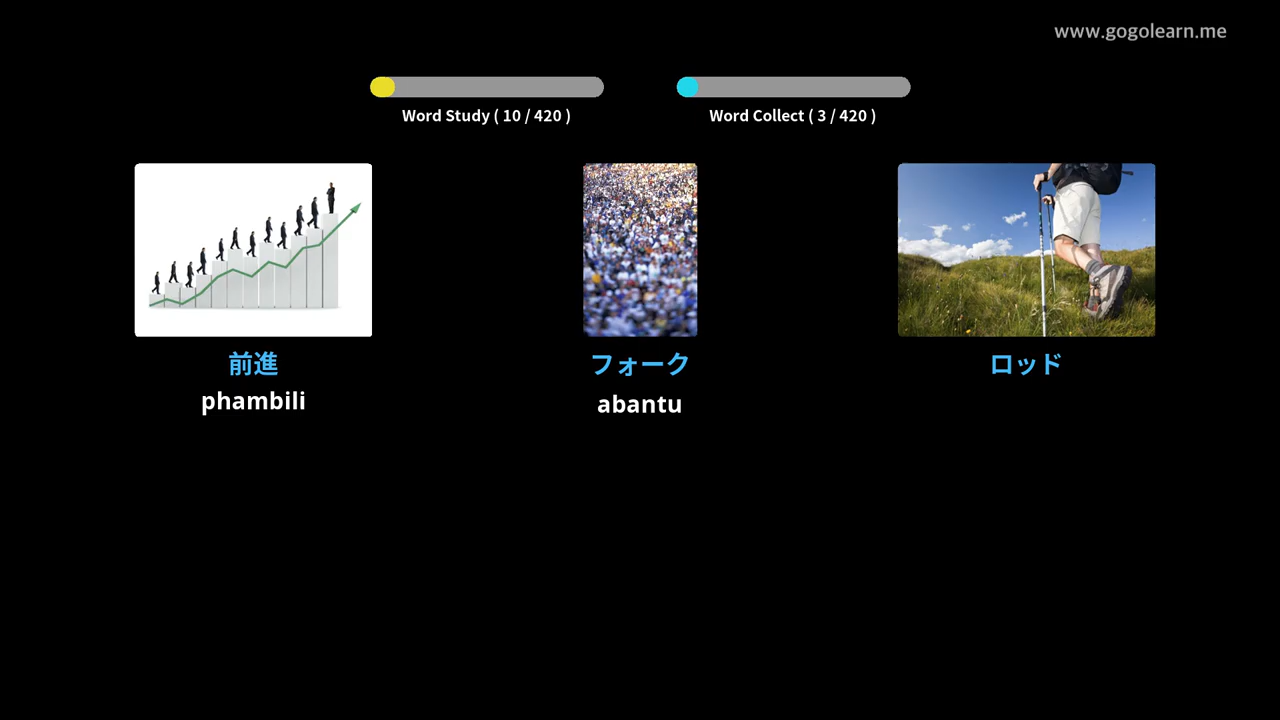 www.gogolearn.me
Word Study ( 10 / 420 )
Word Collect ( 3 / 420 )
前進
phambili
フォーク
abantu
ロッド